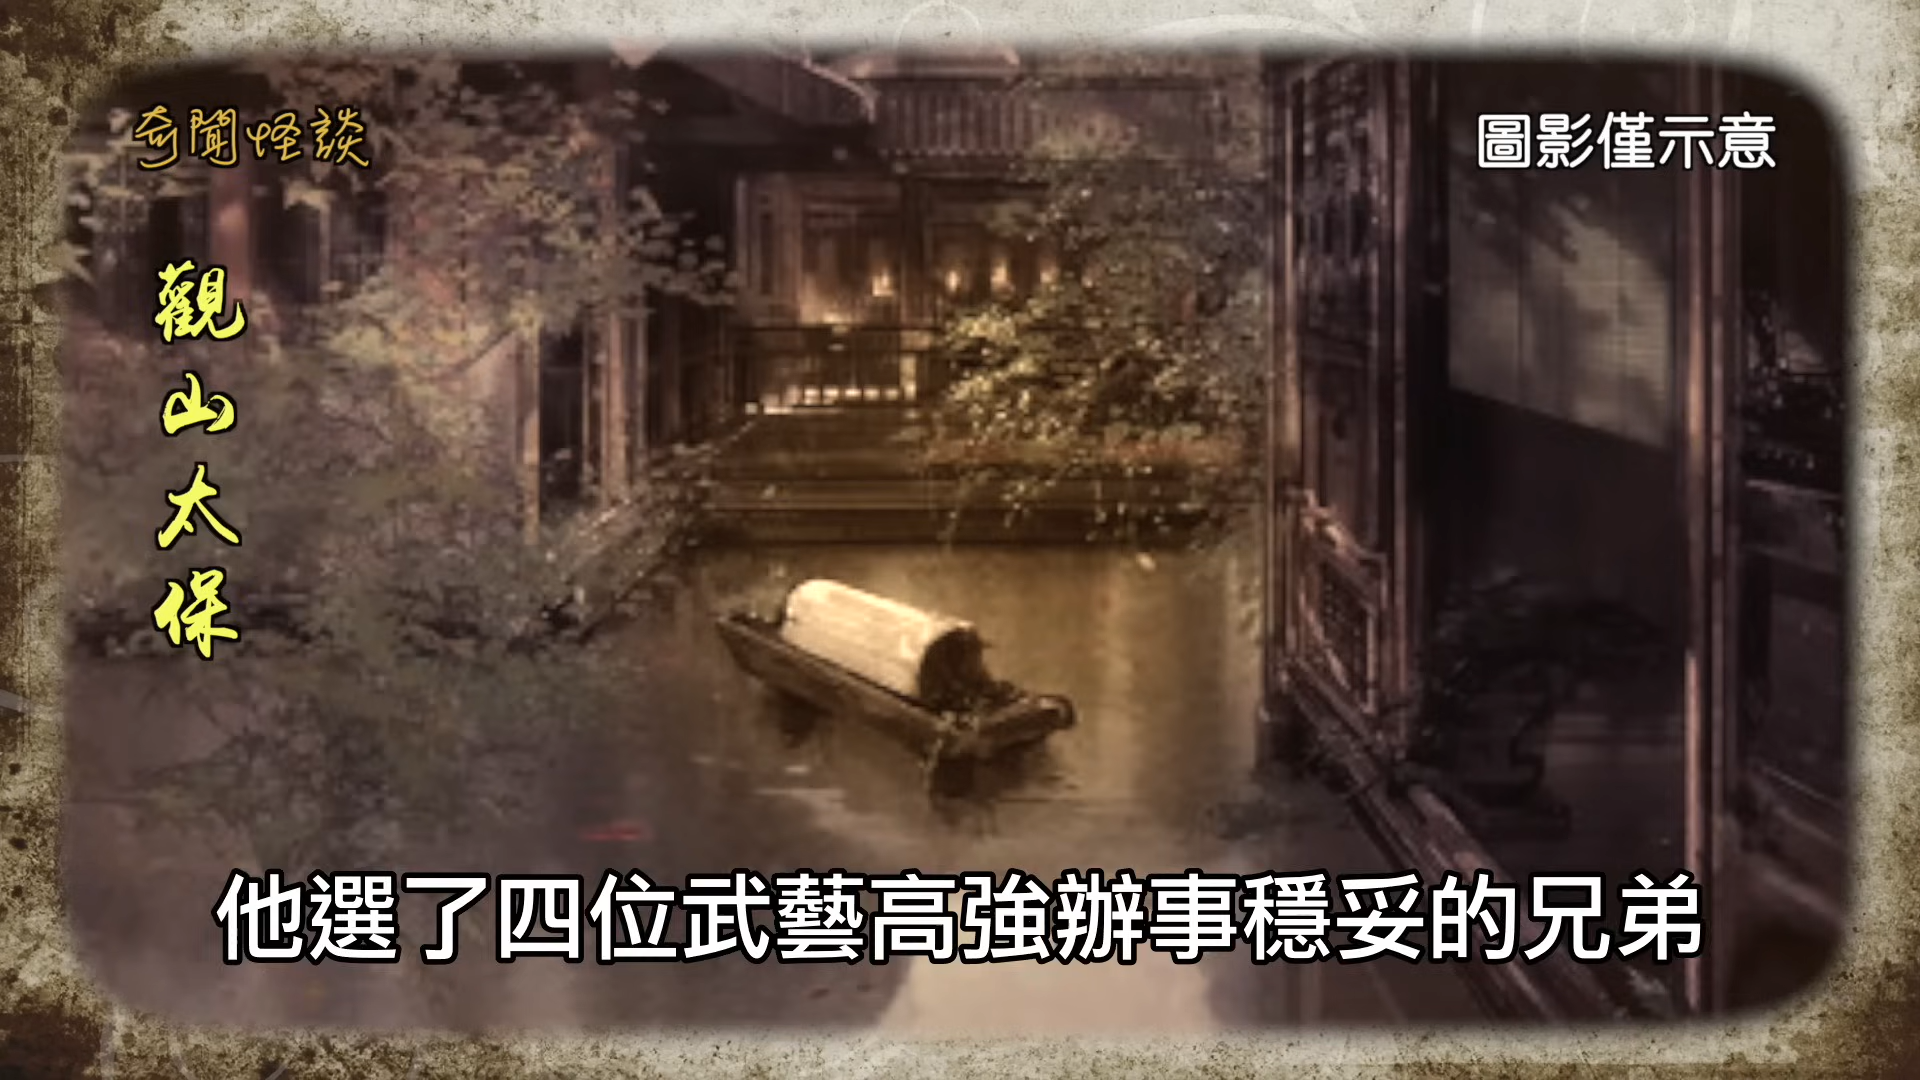 奇聞怪談
圖影僅示意
觀山太保
他選了四位武藝高強辦事穩妥的兄弟